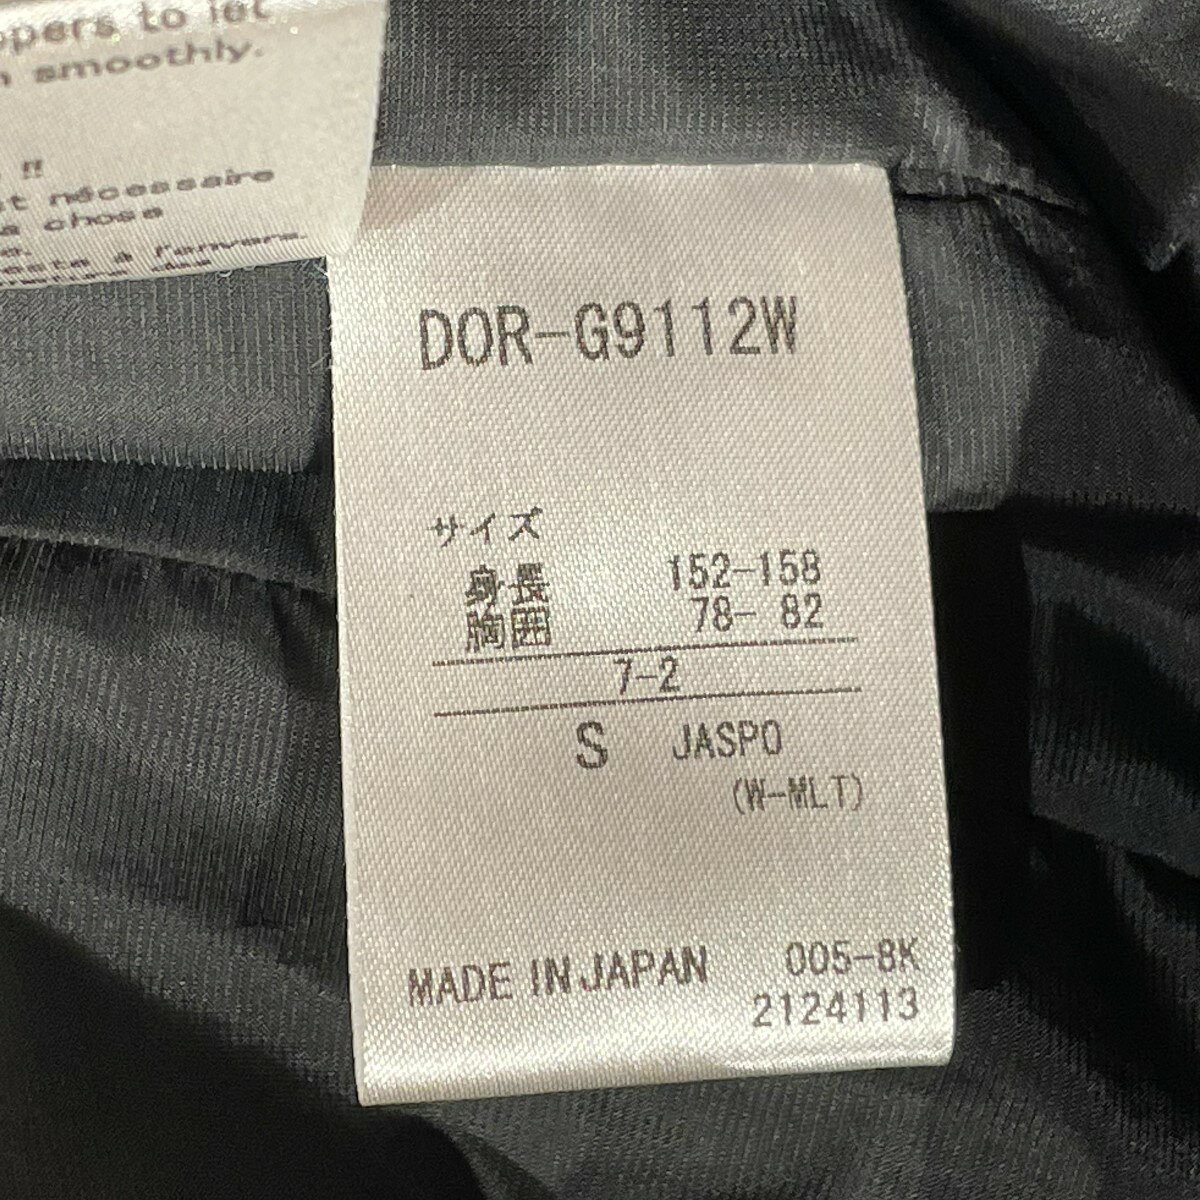 to let
smoothly.
!!
nécessaire
chose
à l'envers.
DOR-G9112W
サイズ
身長 152-158
胸囲 78- 82
7-2
S JASPO
(W-MLT)
MADE IN JAPAN 005-8K
2124113